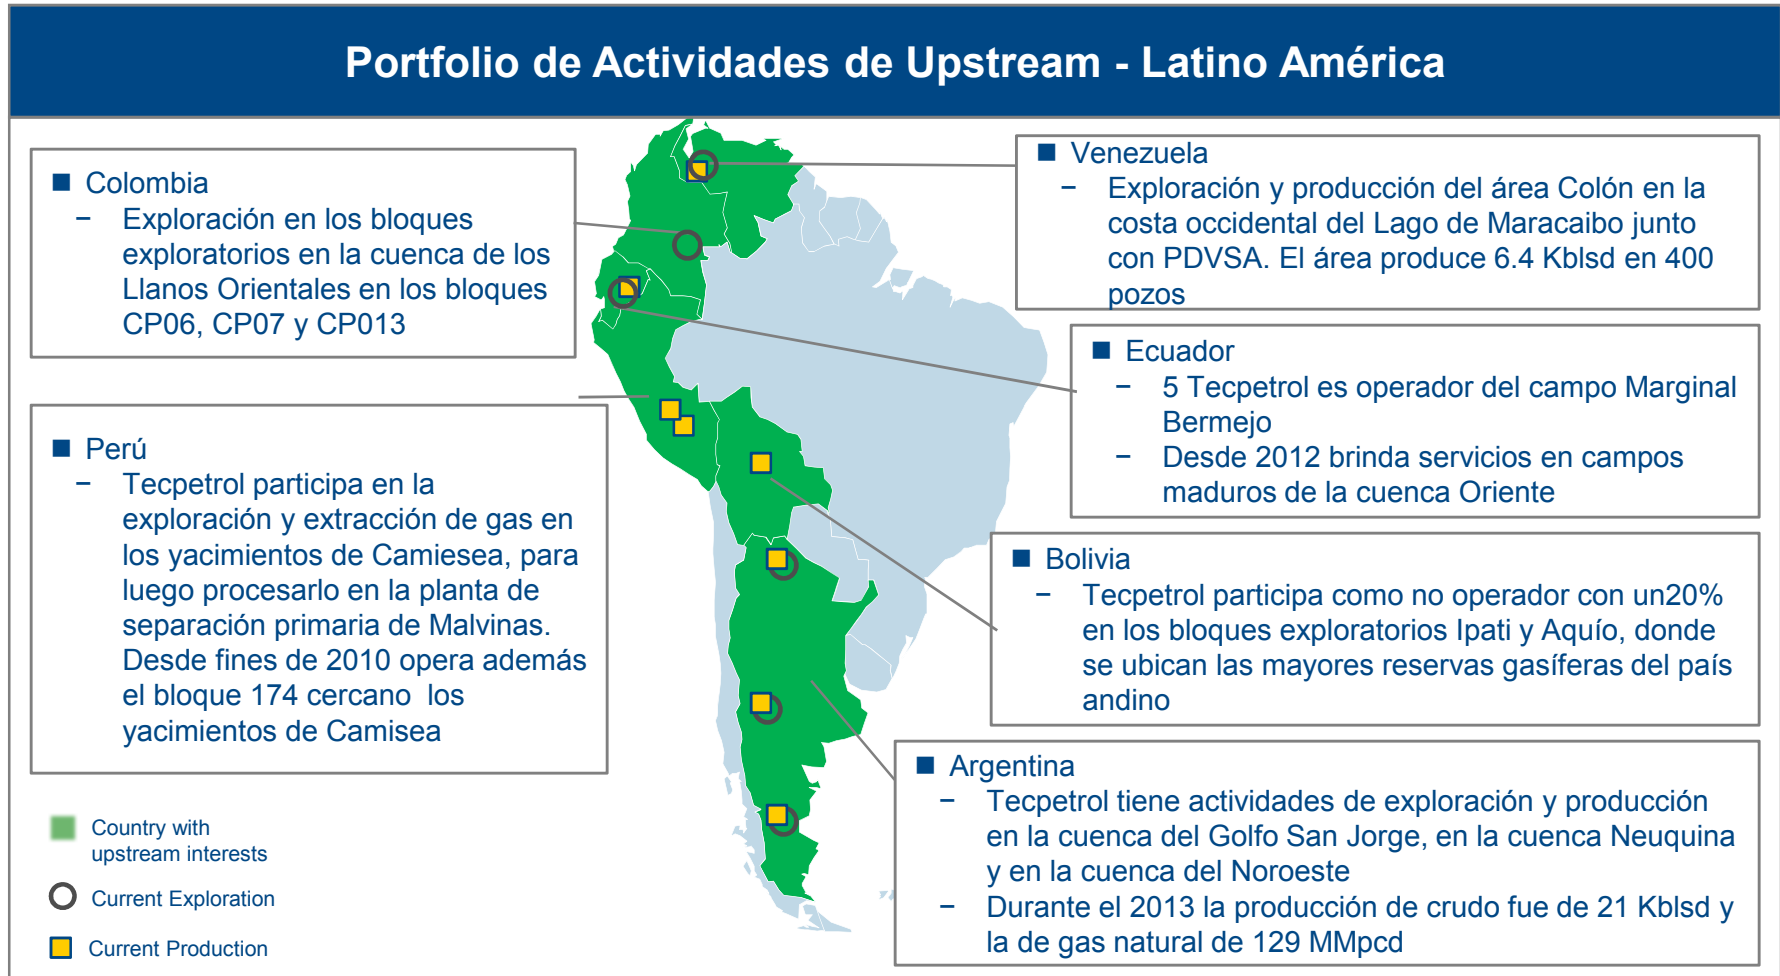 Portfolio de Actividades de Upstream - Latino América
■ Colombia
− Exploración en los bloques
exploratorios en la cuenca de los
Llanos Orientales en los bloques
CP06, CP07 y CP013
■ Perú
− Tecpetrol participa en la
exploración y extracción de gas en
los yacimientos de Camiesea, para
luego procesarlo en la planta de
separación primaria de Malvinas.
Desde fines de 2010 opera además
el bloque 174 cercano los
yacimientos de Camisea
Country with
upstream interests
Current Exploration
Current Production
■ Venezuela
− Exploración y producción del área Colón en la
costa occidental del Lago de Maracaibo junto
con PDVSA. El área produce 6.4 Kblsd en 400
pozos
■ Ecuador
− 5 Tecpetrol es operador del campo Marginal
Bermejo
− Desde 2012 brinda servicios en campos
maduros de la cuenca Oriente
■ Bolivia
− Tecpetrol participa como no operador con un20%
en los bloques exploratorios Ipati y Aquío, donde
se ubican las mayores reservas gasíferas del país
andino
■ Argentina
− Tecpetrol tiene actividades de exploración y producción
en la cuenca del Golfo San Jorge, en la cuenca Neuquina
y en la cuenca del Noroeste
− Durante el 2013 la producción de crudo fue de 21 Kblsd y
la de gas natural de 129 MMpcd